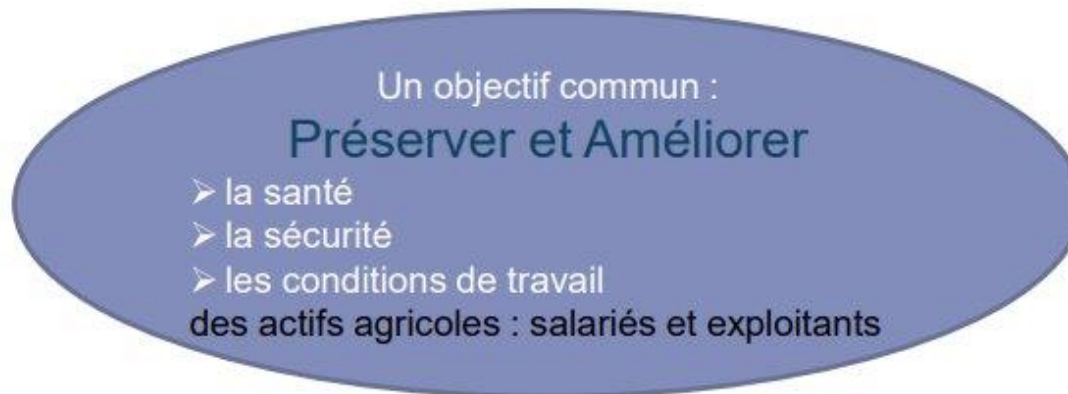 Un objectif commun :
Préserver et Améliorer
➢ la santé
➢ la sécurité
➢ les conditions de travail
des actifs agricoles : salariés et exploitants